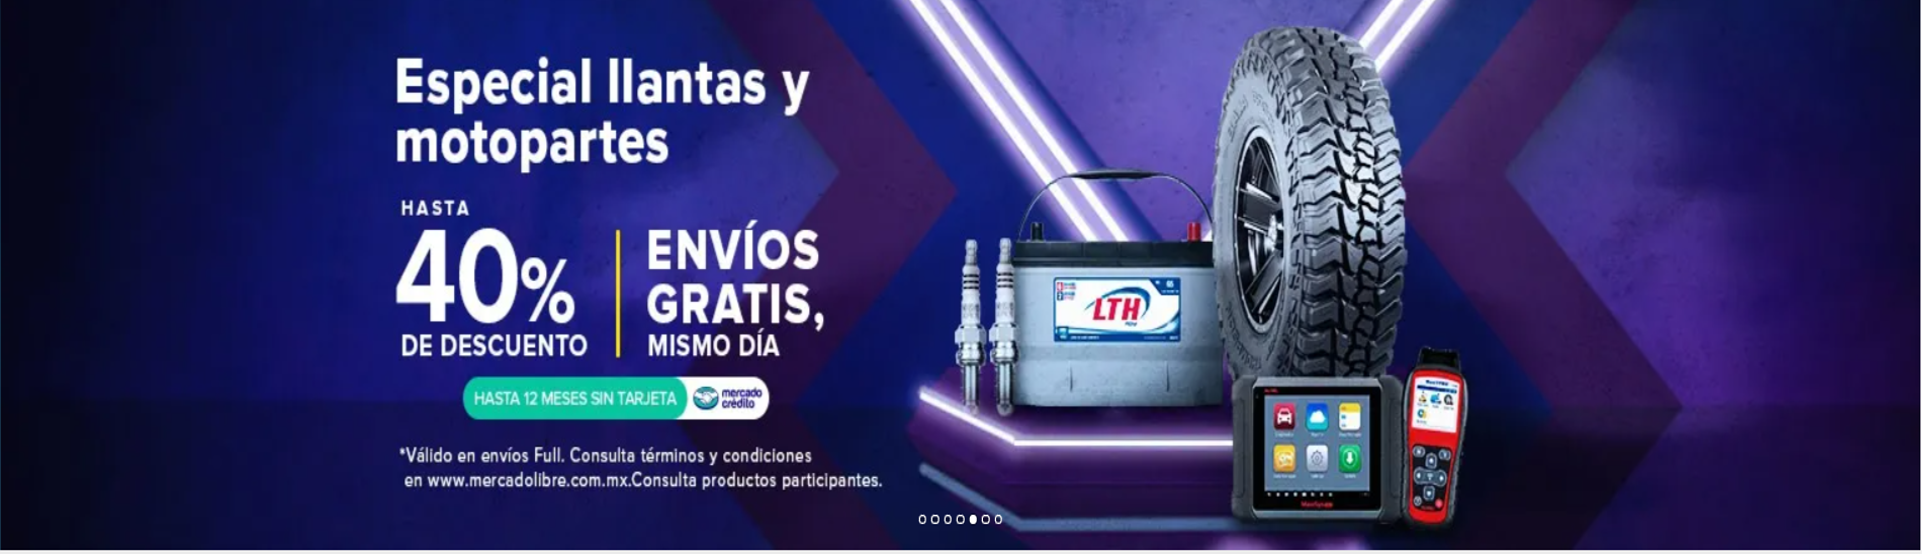 Especial llantas y
motopartes
HASTA
40%
DE DESCUENTO
ENVÍOS
GRATIS,
MISMO DÍA
HASTA 12 MESES SIN TARJETA
mercado
crédito
*Válido en envíos Full. Consulta términos y condiciones
en www.mercadolibre.com.mx.Consulta productos participantes.
LTH
65